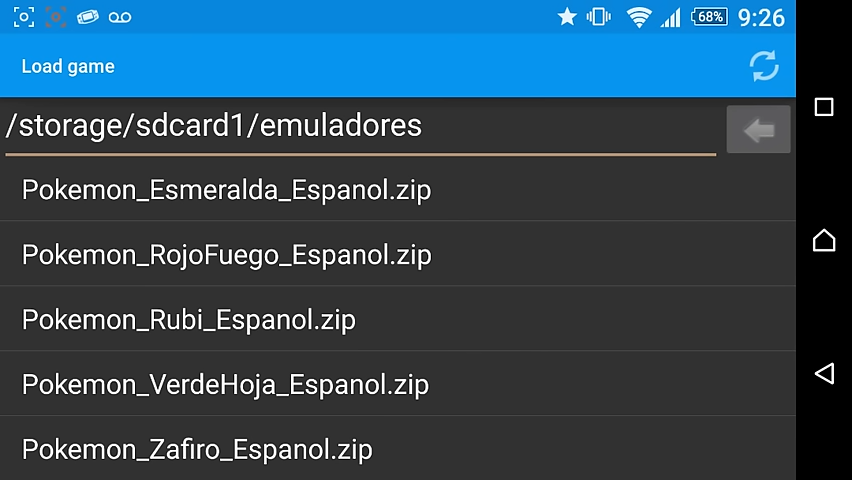 68%
9:26
Load game
/storage/sdcard1/emuladores
Pokemon_Esmeralda_Espanol.zip
Pokemon_RojoFuego_Espanol.zip
Pokemon_Rubi_Espanol.zip
Pokemon_VerdeHoja_Espanol.zip
Pokemon_Zafiro_Espanol.zip